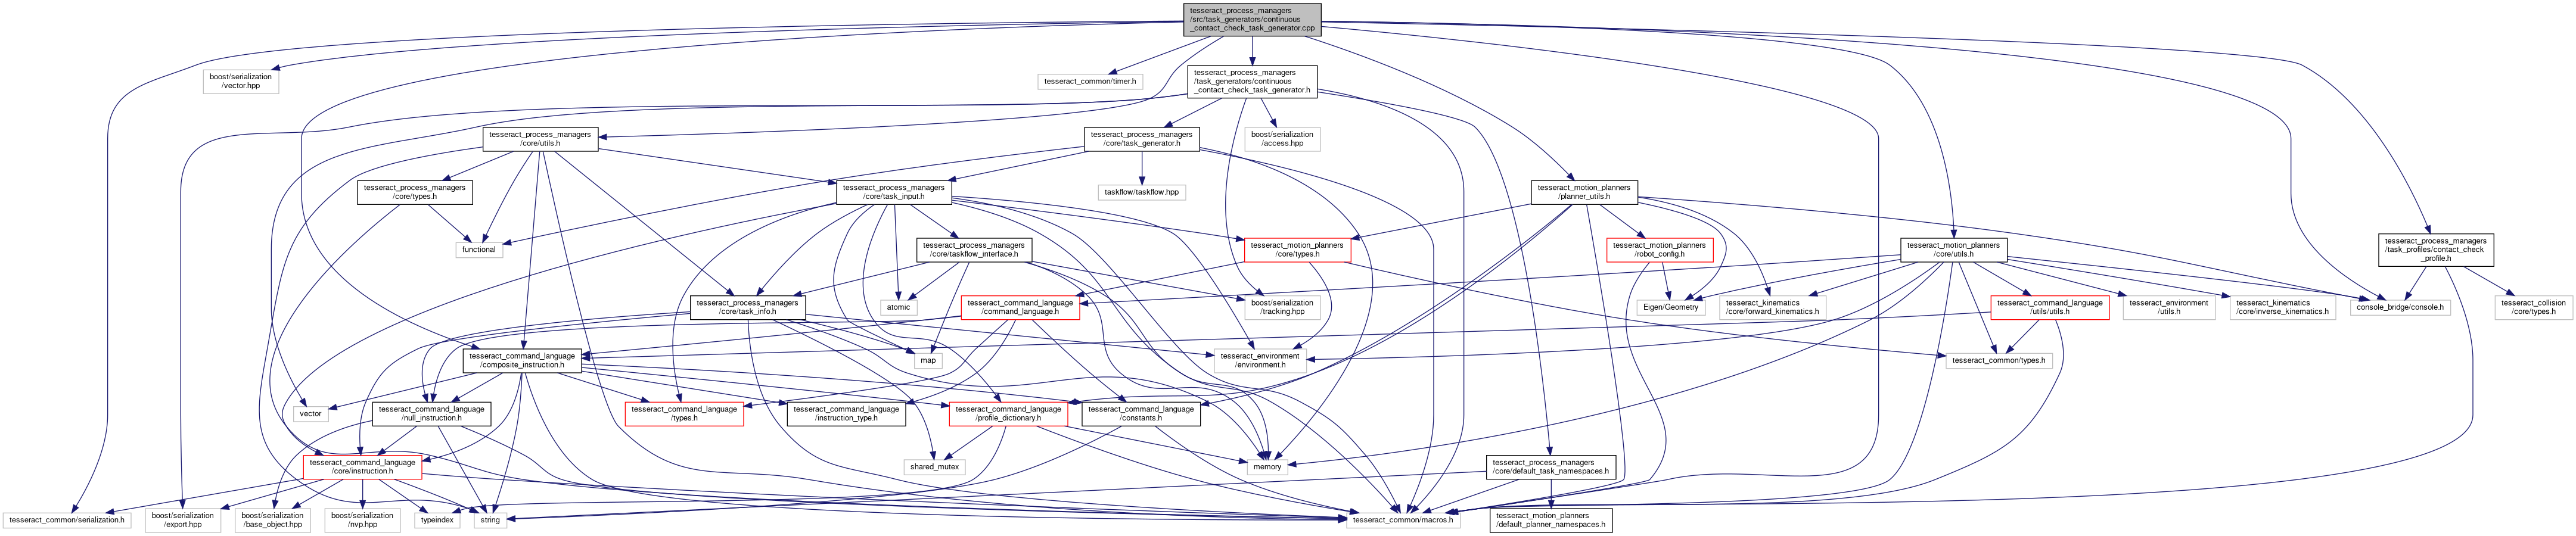 tesseract_process_managers
/src/task_generators/continuous
_contact_check_task_generator.cpp
boost/serialization
/vector.hpp
tesseract_common/timer.h
tesseract_process_managers
/task_generators/continuous
_contact_check_task_generator.h
tesseract_process_managers
/core/utils.h
tesseract_process_managers
/core/task_generator.h
boost/serialization
/access.hpp
tesseract_process_managers
/core/types.h
tesseract_process_managers
/core/task_input.h
taskflow/taskflow.hpp
tesseract_motion_planners
/planner_utils.h
functional
tesseract_process_managers
/core/taskflow_interface.h
tesseract_motion_planners
/core/types.h
tesseract_motion_planners
/robot_config.h
tesseract_motion_planners
/core/utils.h
tesseract_process_managers
/task_profiles/contact_check
_profile.h
tesseract_process_managers
/core/task_info.h
atomic
tesseract_command_language
/command_language.h
boost/serialization
/tracking.hpp
Eigen/Geometry
tesseract_kinematics
/core/forward_kinematics.h
tesseract_command_language
/utils/utils.h
tesseract_environment
/utils.h
tesseract_kinematics
/core/inverse_kinematics.h
console_bridge/console.h
tesseract_collision
/core/types.h
tesseract_command_language
/composite_instruction.h
map
tesseract_environment
/environment.h
tesseract_common/types.h
vector
tesseract_command_language
/null_instruction.h
tesseract_command_language
/types.h
tesseract_command_language
/instruction_type.h
tesseract_command_language
/profile_dictionary.h
tesseract_command_language
/constants.h
tesseract_command_language
/core/instruction.h
shared_mutex
memory
tesseract_process_managers
/core/default_task_namespaces.h
tesseract_common/serialization.h
boost/serialization
/export.hpp
boost/serialization
/base_object.hpp
boost/serialization
/nvp.hpp
typeindex
string
tesseract_common/macros.h
tesseract_motion_planners
/default_planner_namespaces.h